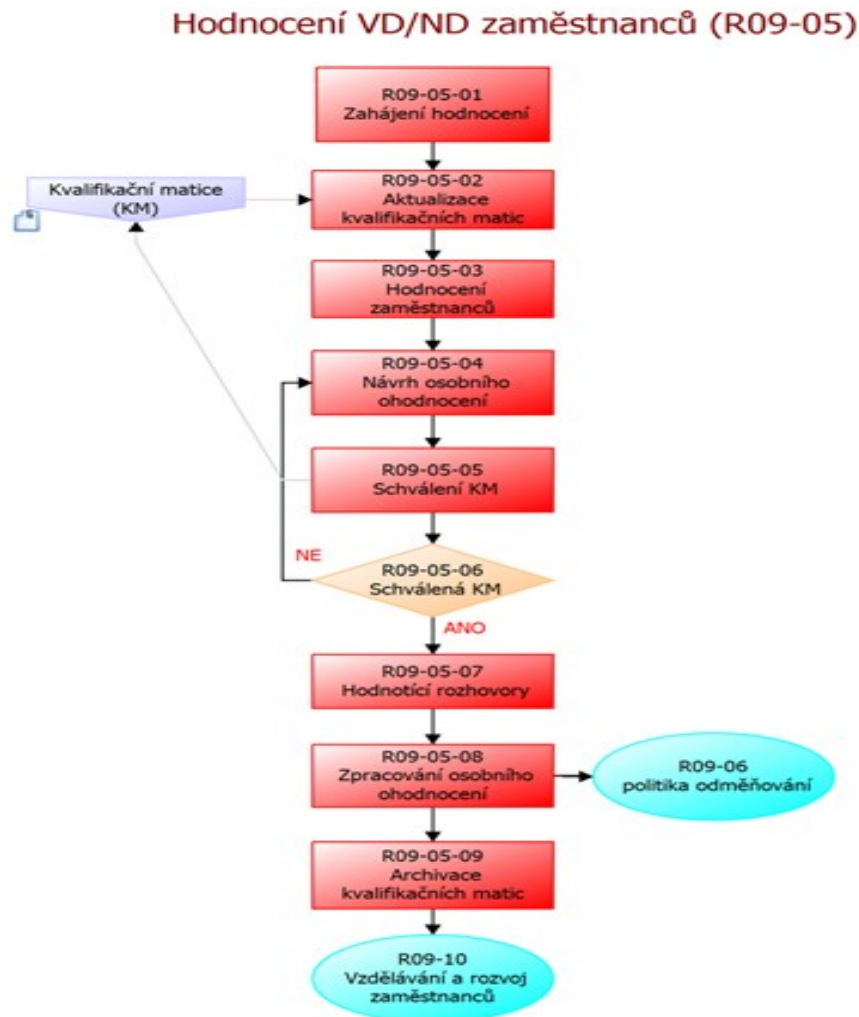 Hodnocení VD/ND zaměstnanců (R09-05)
R09-05-01
Zahájení hodnocení
Kvalifikační matice
(KM)
R09-05-02
Aktualizace
kvalifikačních matic
R09-05-03
Hodnocení
zaměstnanců
R09-05-04
Návrh osobního
ohodnocení
R09-05-05
Schválení KM
NE
R09-05-06
Schválená KM
ANO
R09-05-07
Hodnotící rozhovory
R09-05-08
Zpracování osobního
ohodnocení
R09-06
politika odměňování
R09-05-09
Archivace
kvalifikačních matic
R09-10
Vzdělávání a rozvoj
zaměstnanců